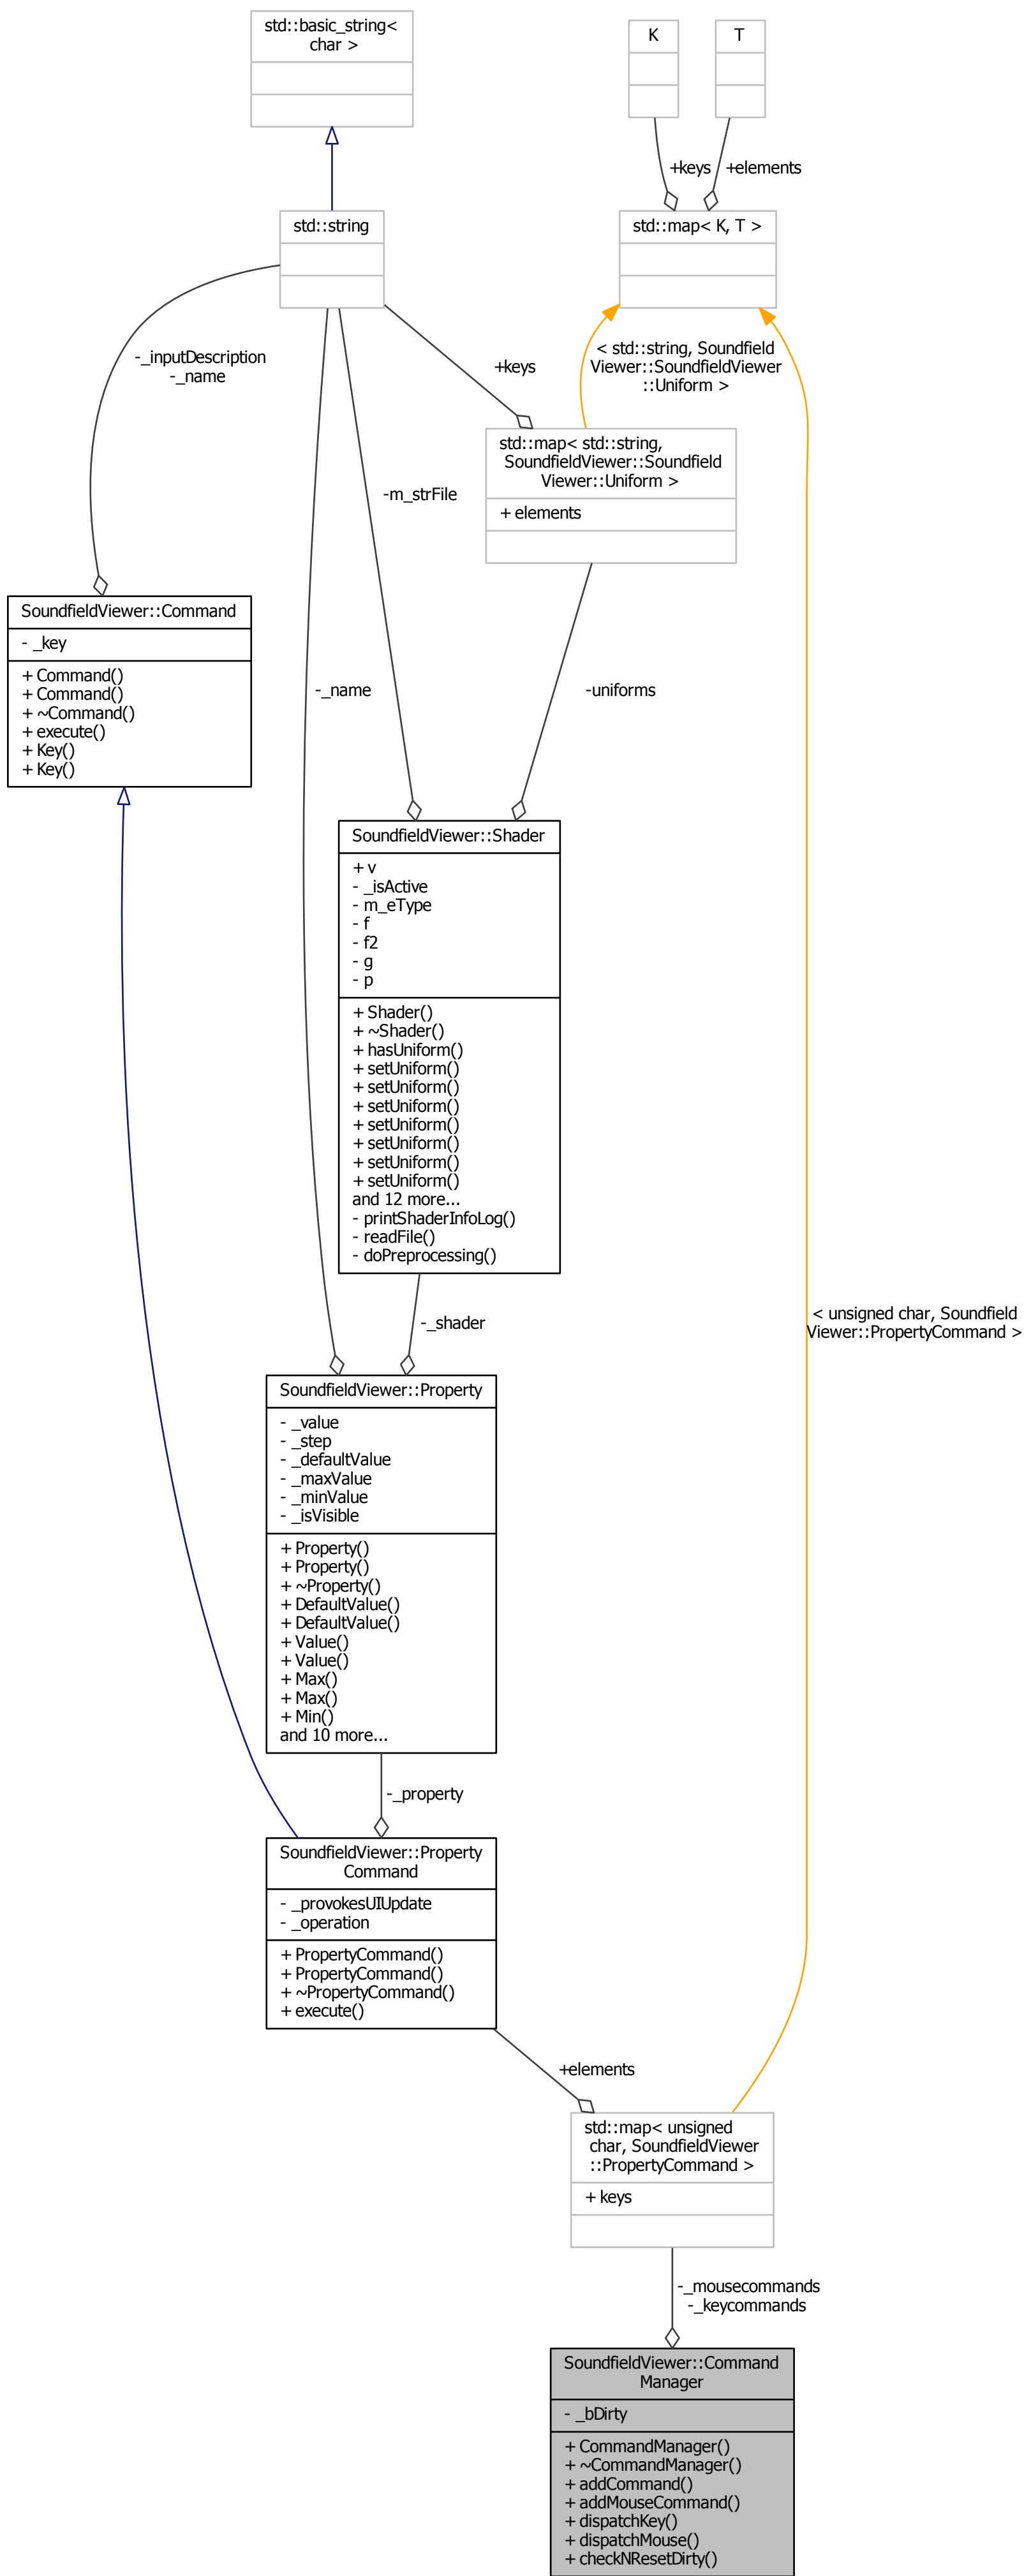 std::basic_string<
char >
K
T
+keys
+elements
std::string
std::map< K, T >
-_inputDescription
-_name
+keys
< std::string, Soundfield
Viewer::SoundfieldViewer
::Uniform >
std::map< std::string,
SoundfieldViewer::Soundfield
Viewer::Uniform >
+ elements
-m_strFile
SoundfieldViewer::Command
- _key
+ Command()
+ Command()
+ ~Command()
+ execute()
+ Key()
+ Key()
-_name
-uniforms
SoundfieldViewer::Shader
+ v
- _isActive
- m_eType
- f
- f2
- g
- p
+ Shader()
+ ~Shader()
+ hasUniform()
+ setUniform()
+ setUniform()
+ setUniform()
+ setUniform()
+ setUniform()
+ setUniform()
+ setUniform()
and 12 more...
- printShaderInfoLog()
- readFile()
- doPreprocessing()
-_shader
< unsigned char, Soundfield
Viewer::PropertyCommand >
SoundfieldViewer::Property
- _value
- _step
- _defaultValue
- _maxValue
- _minValue
- _isVisible
+ Property()
+ Property()
+ ~Property()
+ DefaultValue()
+ DefaultValue()
+ Value()
+ Value()
+ Max()
+ Max()
+ Min()
and 10 more...
-_property
SoundfieldViewer::Property
Command
- _provokesUIUpdate
- _operation
+ PropertyCommand()
+ PropertyCommand()
+ ~PropertyCommand()
+ execute()
+elements
std::map< unsigned
char, SoundfieldViewer
::PropertyCommand >
+ keys
-_mousecommands
-_keycommands
SoundfieldViewer::Command
Manager
- _bDirty
+ CommandManager()
+ ~CommandManager()
+ addCommand()
+ addMouseCommand()
+ dispatchKey()
+ dispatchMouse()
+ checkNResetDirty()